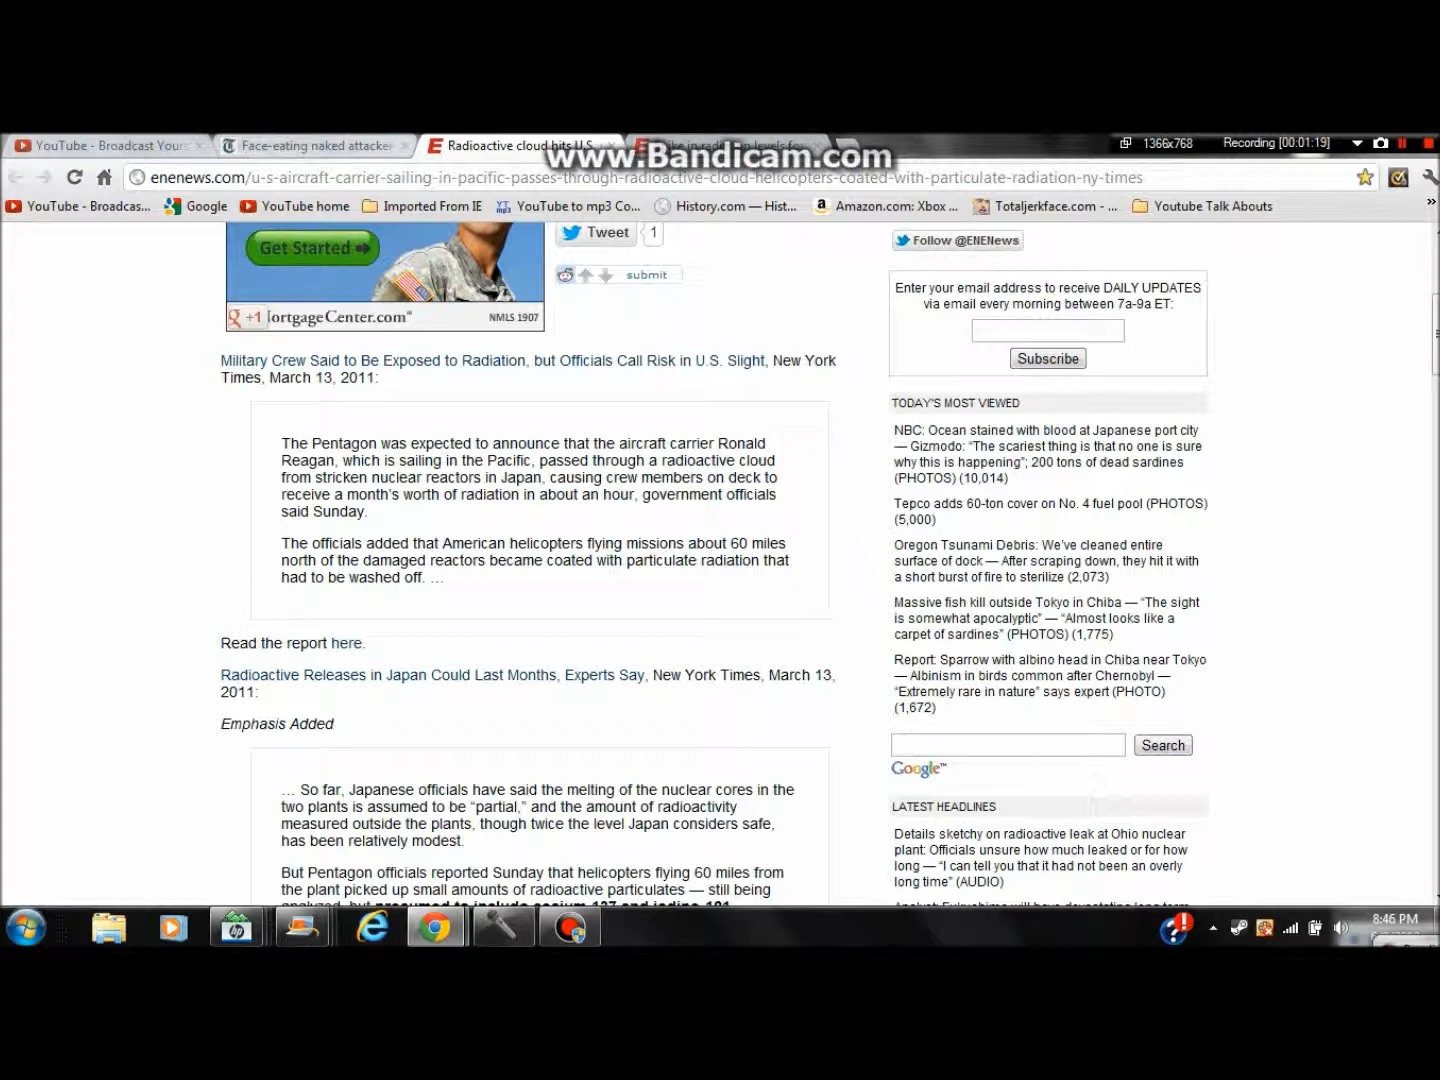 YouTube - Broadcast Yours
Face-eating naked attacker
Radioactive cloud hits U.S.
www.Bandicam.com
1366x768
Recording [00:01:19]
enenews.com/u-s-aircraft-carrier-sailing-in-pacific-passes-through-radioactive-cloud-helicopters-coated-with-particulate-radiation-ny-times
YouTube - Broadcas...
Google
YouTube home
Imported From IE
YouTube to mp3 Co...
History.com — Hist...
Amazon.com: Xbox ...
Totaljerkface.com - ...
Youtube Talk Abouts
»
Get Started
+1
MortgageCenter.com
NMLS 1907
Tweet
1
submit
Military Crew Said to Be Exposed to Radiation, but Officials Call Risk in U.S. Slight, New York
Times, March 13, 2011:
The Pentagon was expected to announce that the aircraft carrier Ronald
Reagan, which is sailing in the Pacific, passed through a radioactive cloud
from stricken nuclear reactors in Japan, causing crew members on deck to
receive a month's worth of radiation in about an hour, government officials
said Sunday.
The officials added that American helicopters flying missions about 60 miles
north of the damaged reactors became coated with particulate radiation that
had to be washed off. …
Read the report here.
Radioactive Releases in Japan Could Last Months, Experts Say, New York Times, March 13,
2011:
Emphasis Added
… So far, Japanese officials have said the melting of the nuclear cores in the
two plants is assumed to be “partial,” and the amount of radioactivity
measured outside the plants, though twice the level Japan considers safe,
has been relatively modest.
But Pentagon officials reported Sunday that helicopters flying 60 miles from
the plant picked up small amounts of radioactive particulates — still being
analyzed, but presumed to include cesium-137 and iodine-121
Follow @ENENews
Enter your email address to receive DAILY UPDATES
via email every morning between 7a-9a ET:
Subscribe
TODAY'S MOST VIEWED
NBC: Ocean stained with blood at Japanese port city
— Gizmodo: “The scariest thing is that no one is sure
why this is happening”; 200 tons of dead sardines
(PHOTOS) (10,014)
Tepco adds 60-ton cover on No. 4 fuel pool (PHOTOS)
(5,000)
Oregon Tsunami Debris: We've cleaned entire
surface of dock — After scraping down, they hit it with
a short burst of fire to sterilize (2,073)
Massive fish kill outside Tokyo in Chiba — “The sight
is somewhat apocalyptic” — “Almost looks like a
carpet of sardines” (PHOTOS) (1,775)
Report: Sparrow with albino head in Chiba near Tokyo
— Albinism in birds common after Chernobyl —
“Extremely rare in nature” says expert (PHOTO)
(1,672)
Search
Google™
LATEST HEADLINES
Details sketchy on radioactive leak at Ohio nuclear
plant: Officials unsure how much leaked or for how
long — “I can tell you that it had not been an overly
long time” (AUDIO)
8:46 PM